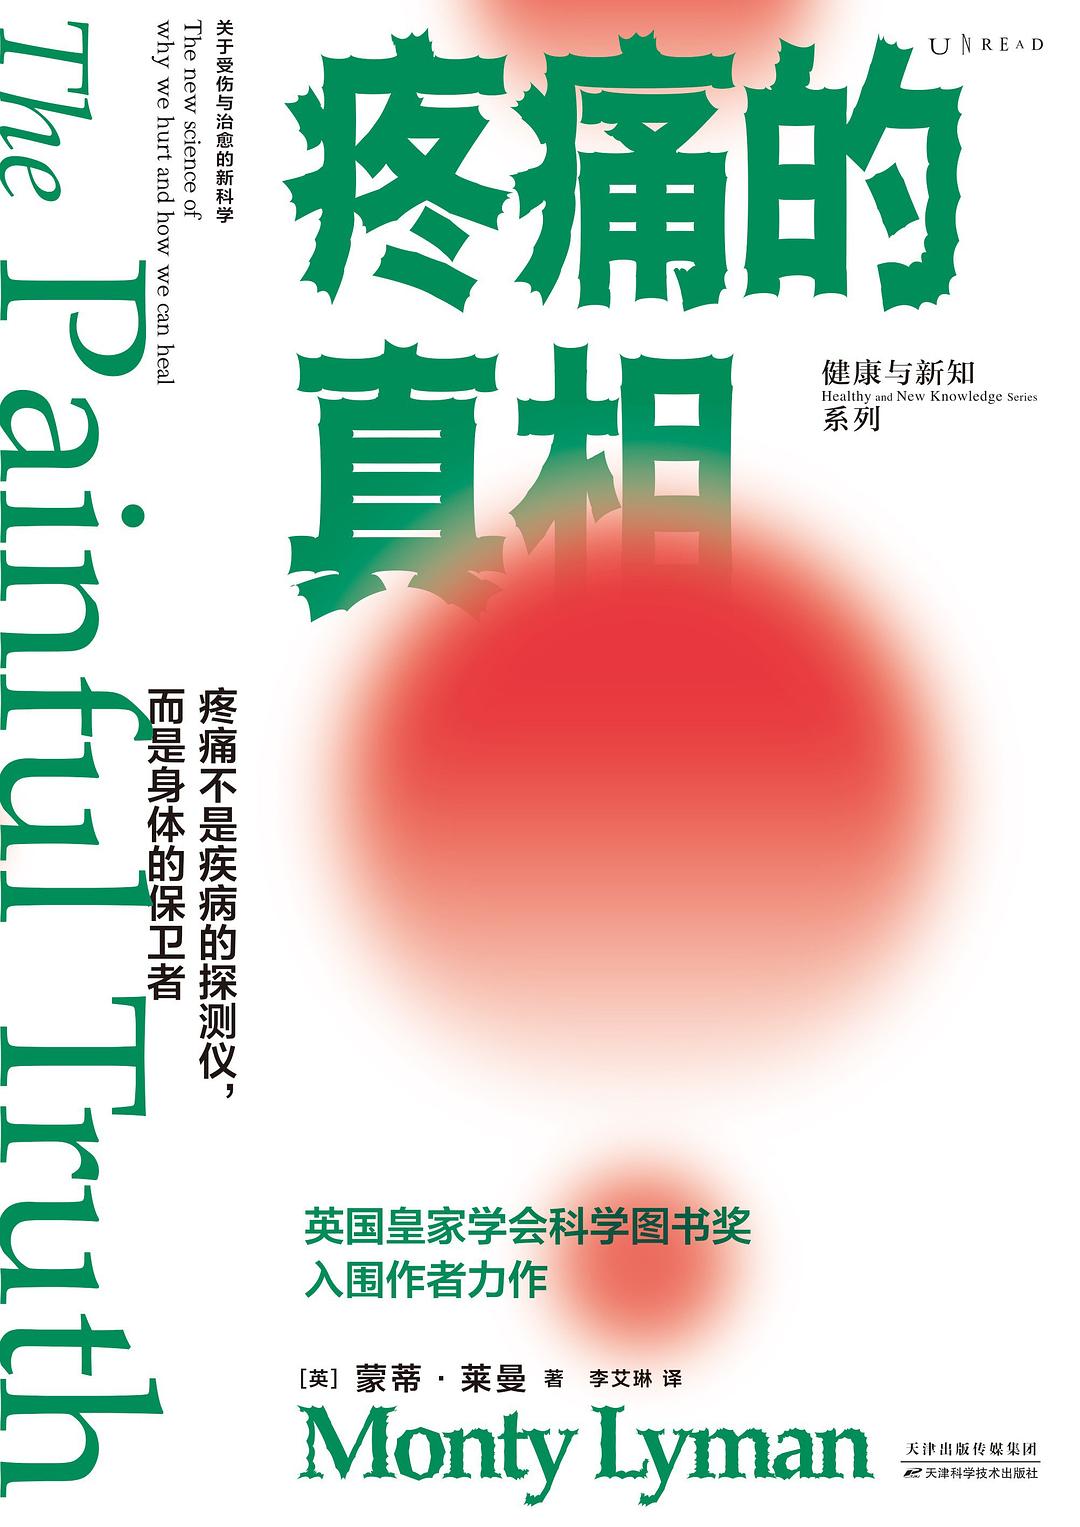 UNREAD
疼痛的
真相
健康与新知
Healthy and New Knowledge Series
系列
The Painful Truth
关于受伤与治愈的新科学
The new science of
why we hurt and how we can heal
疼痛不是疾病的探测仪，
而是身体的保卫者
英国皇家学会科学图书奖
入围作者力作
［英］ 蒙蒂·莱曼 著 李艾琳 译
Monty Lyman
天津出版传媒集团
天津科学技术出版社